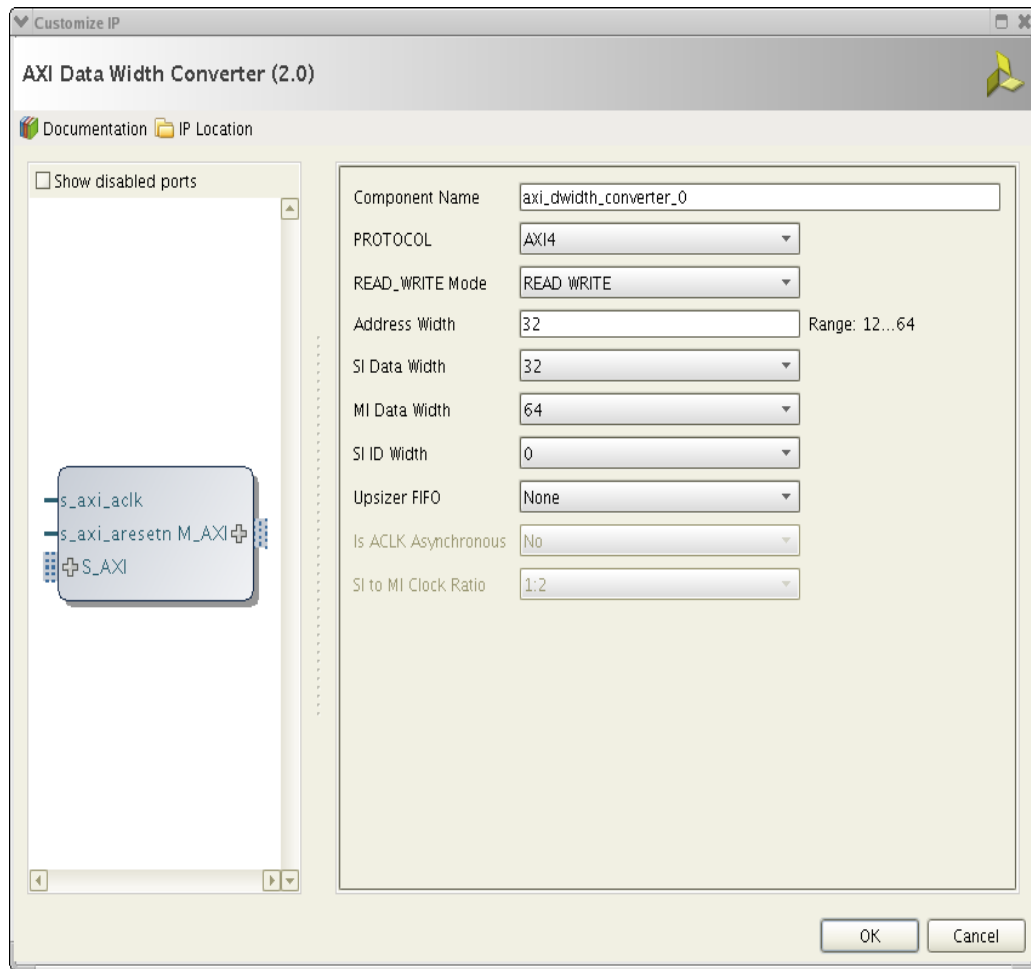 Customize IP
AXI Data Width Converter (2.0)
Documentation IP Location
Show disabled ports
s_axi_aclk
s_axi_aresetn M_AXI
S_AXI
Component Name axi_dwidth_converter_0
PROTOCOL AXI4
READ_WRITE Mode READ WRITE
Address Width 32 Range: 12...64
SI Data Width 32
MI Data Width 64
SI ID Width 0
Upsizer FIFO None
Is ACLK Asynchronous No
SI to MI Clock Ratio 1:2
OK Cancel